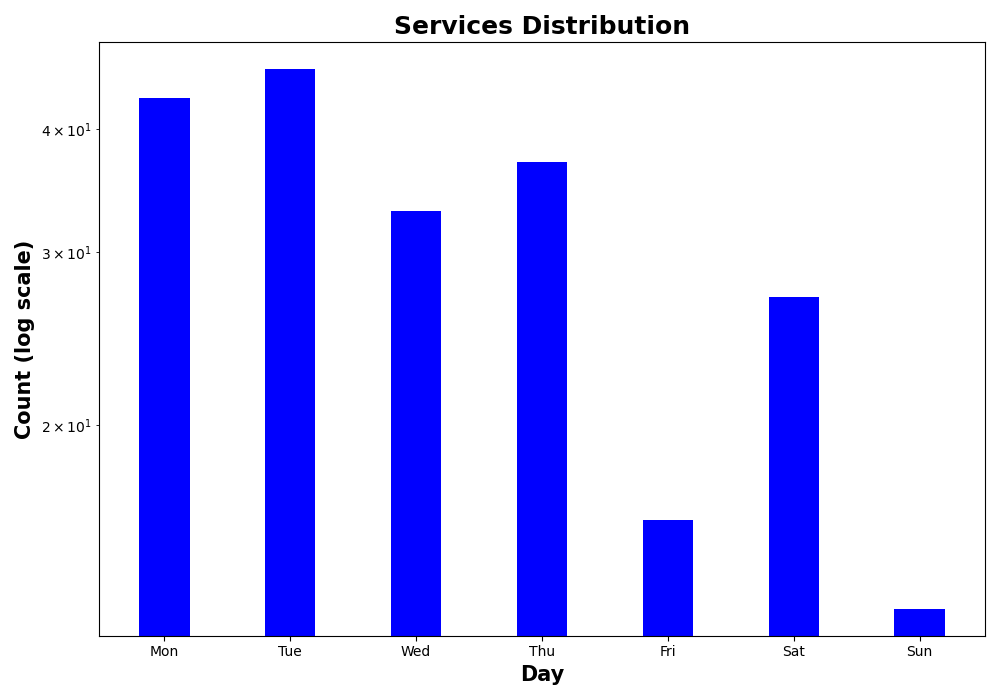 Services Distribution
Count (log scale)
4 × 10¹
3 × 10¹
2 × 10¹
Mon Tue Wed Thu Fri Sat Sun
Day